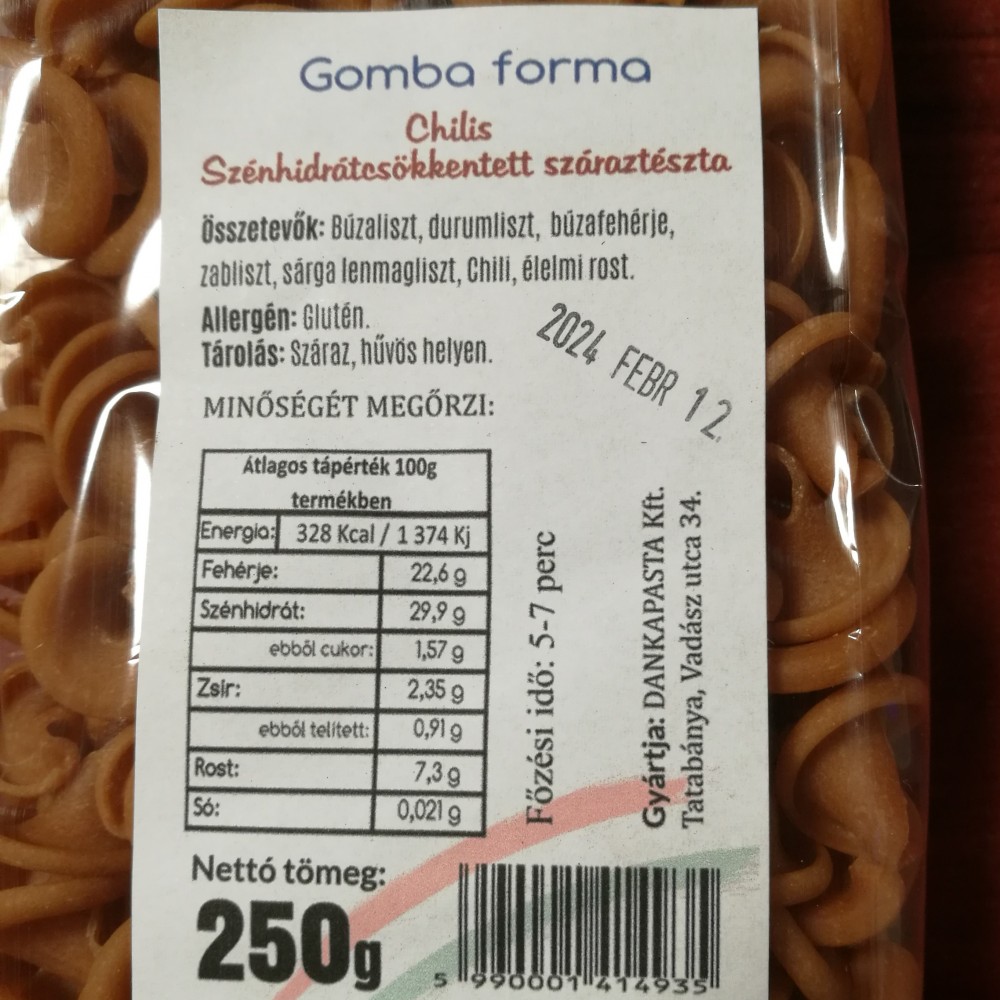 Gomba forma
Chilis
Szénhidrátcsökkentett száraztészta
Összetevők: Búzaliszt, durumliszt, búzafehérje,
zabliszt, sárga lenmagliszt, Chili, élelmi rost.
Allergén: Glutén.
Tárolás: Száraz, hűvös helyen.
2024 FEBR 12.
MINŐSÉGÉT MEGŐRZI:
Átlagos tápérték 100g
termékben
Energia: 328 Kcal / 1 374 Kj
Fehérje: 22,6 g
Szénhidrát: 29,9 g
ebből cukor: 1,57 g
Zsír: 2,35 g
ebből telített: 0,91 g
Rost: 7,3 g
Só: 0,021 g
Főzési idő: 5-7 perc
Gyártja: DANKAPASTA Kft.
Tatabánya, Vadász utca 34.
Nettó tömeg:
250g
5 990001 414935